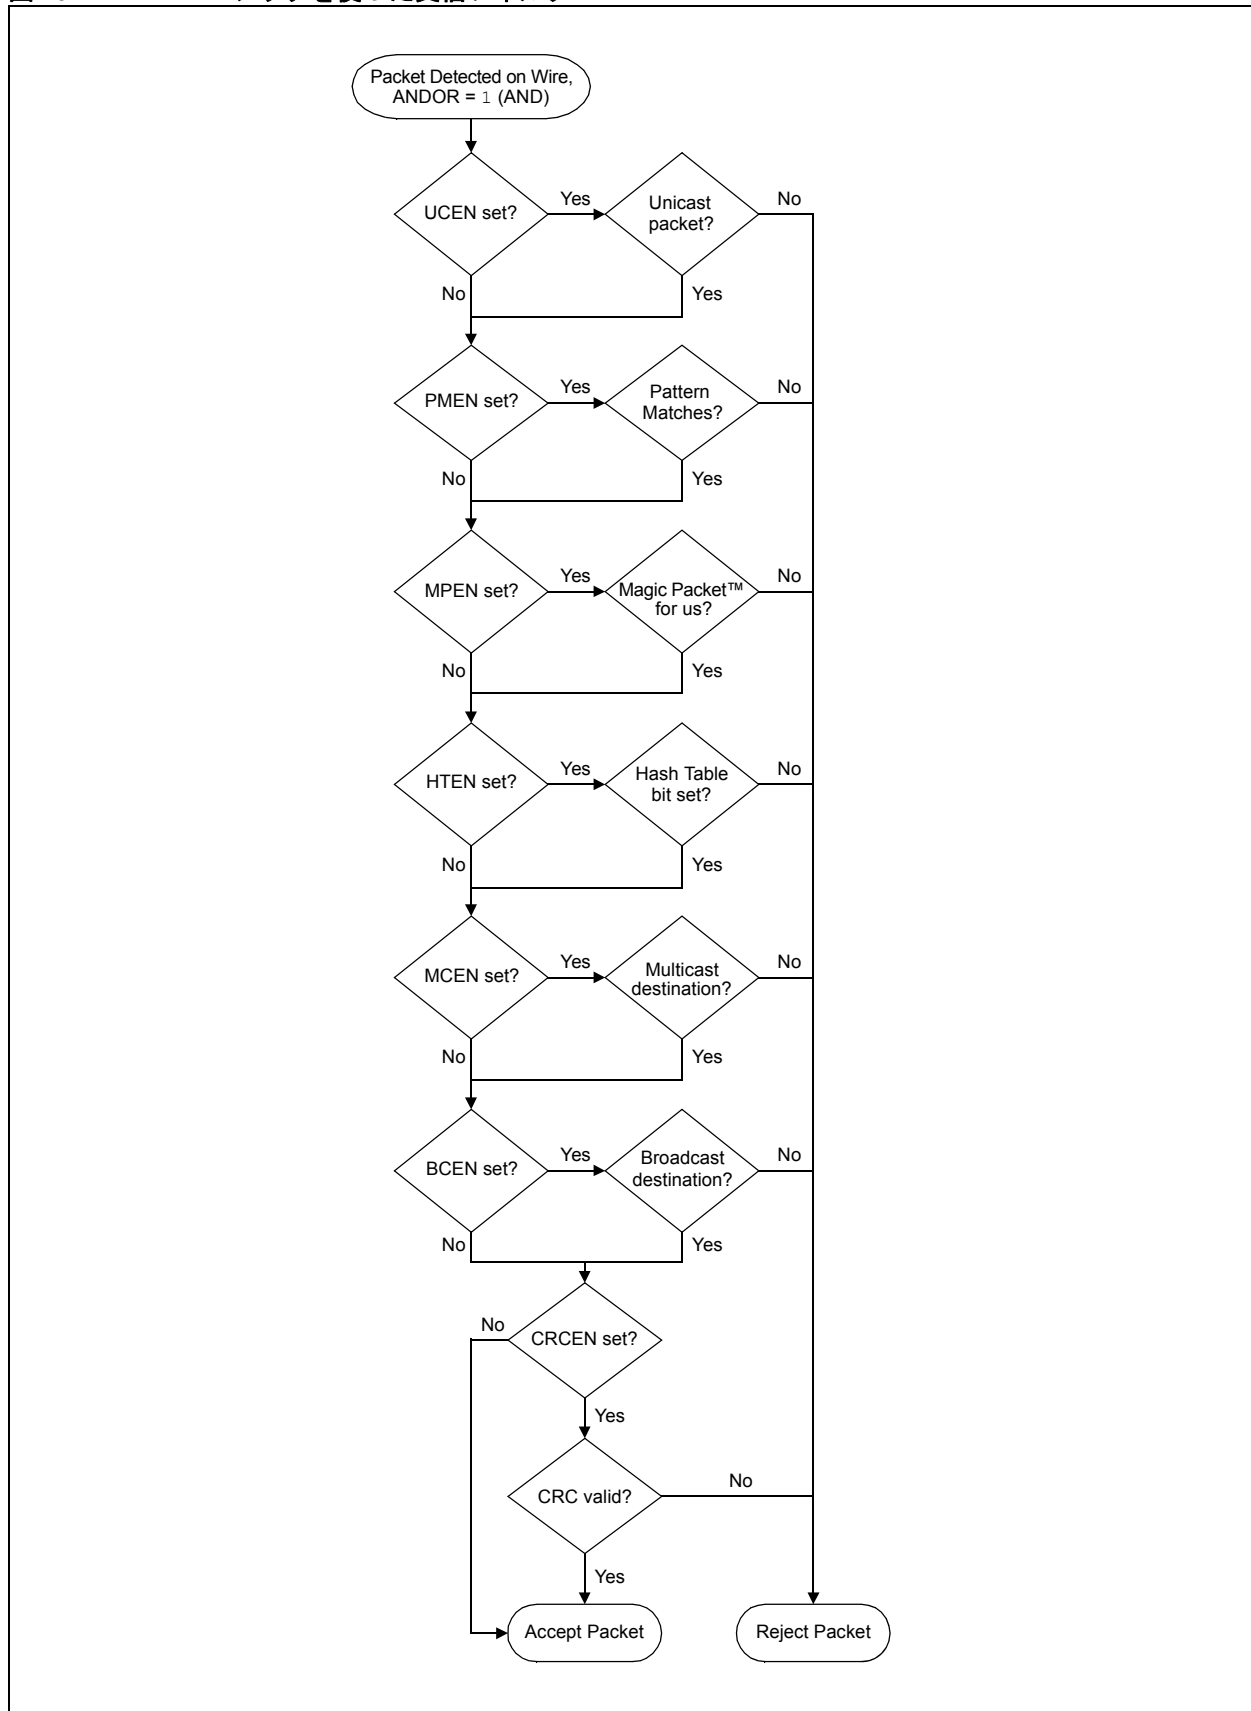 Packet Detected on Wire,
ANDOR = 1 (AND)
UCEN set?
Yes
Unicast
packet?
No
No
Yes
PMEN set?
Yes
Pattern
Matches?
No
No
Yes
MPEN set?
Yes
Magic Packet™
for us?
No
No
Yes
HTEN set?
Yes
Hash Table
bit set?
No
No
Yes
MCEN set?
Yes
Multicast
destination?
No
No
Yes
BCEN set?
Yes
Broadcast
destination?
No
No
Yes
No
CRCEN set?
Yes
CRC valid?
No
Yes
Accept Packet
Reject Packet